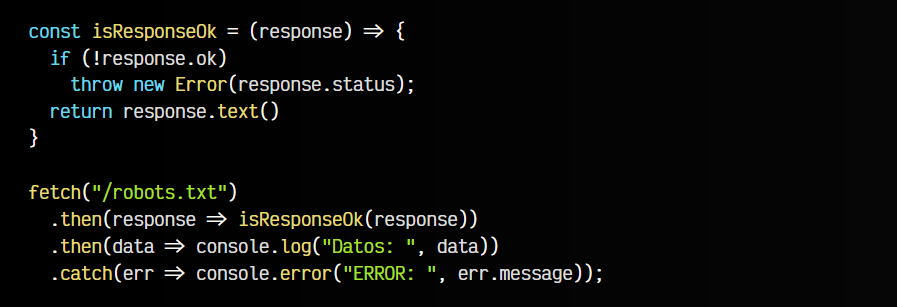 const isResponseOk = (response) => {
  if (!response.ok)
    throw new Error(response.status);
  return response.text()
}

fetch("/robots.txt")
  .then(response => isResponseOk(response))
  .then(data => console.log("Datos: ", data))
  .catch(err => console.error("ERROR: ", err.message));